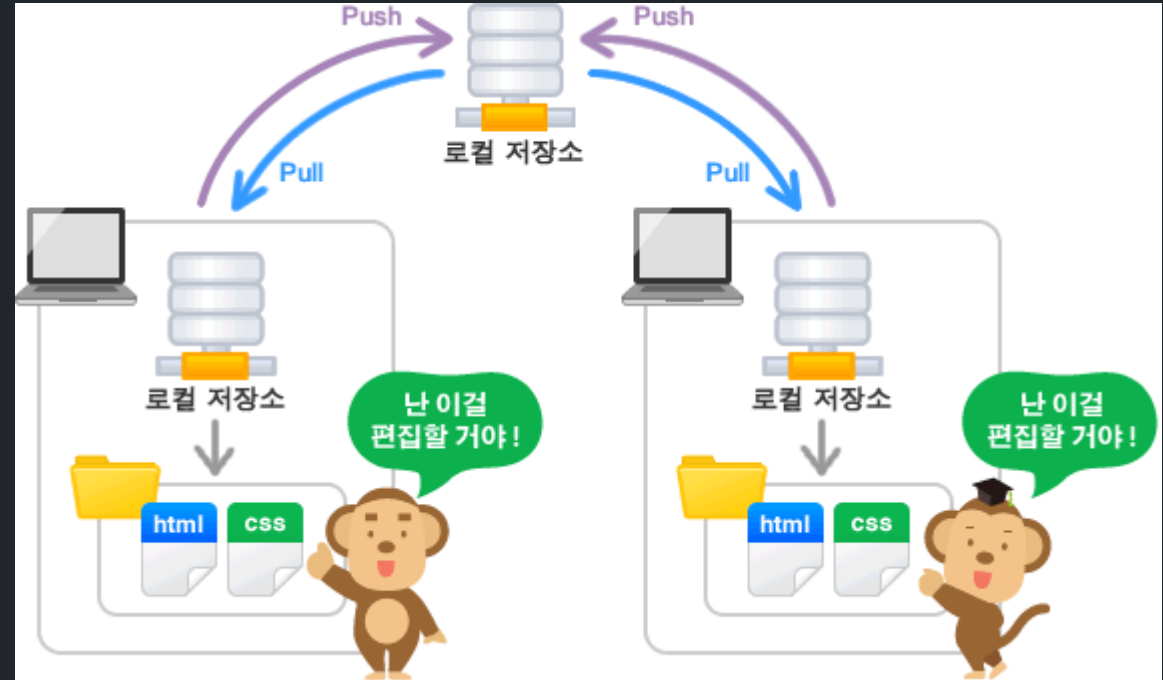 Push
Push
로컬 저장소
Pull
Pull
로컬 저장소
로컬 저장소
난 이걸
편집할 거야 !
난 이걸
편집할 거야 !
html
css
html
css